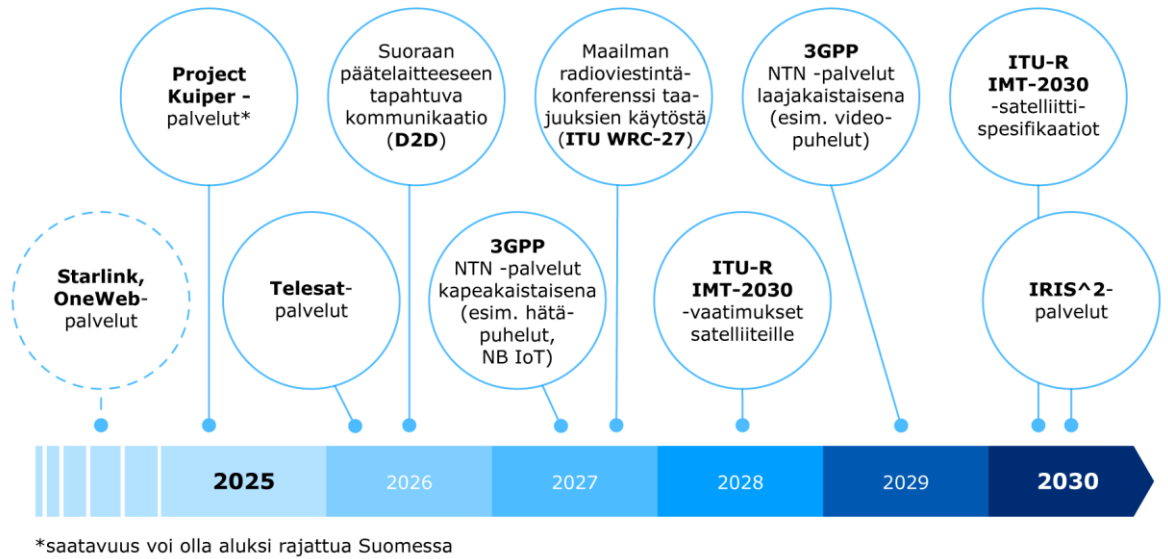 Project
Kuiper -
palvelut*
Suoraan
päätelaitteeseen
tapahtuva
kommunikaatio
(D2D)
Maailman
radioviestintä-
konferenssi taa-
juuksien käytöstä
(ITU WRC-27)
3GPP
NTN -palvelut
laajakaistaisena
(esim. video-
puhelut)
ITU-R
IMT-2030
-satelliitti-
spesifikaatiot
Starlink,
OneWeb-
palvelut
Telesat-
palvelut
3GPP
NTN -palvelut
kapeakaistaisena
(esim. hätä-
puhelut,
NB IoT)
ITU-R
IMT-2030
-vaatimukset
satelliiteille
IRIS^2-
palvelut
2025
2026
2027
2028
2029
2030
*saatavuus voi olla aluksi rajattua Suomessa